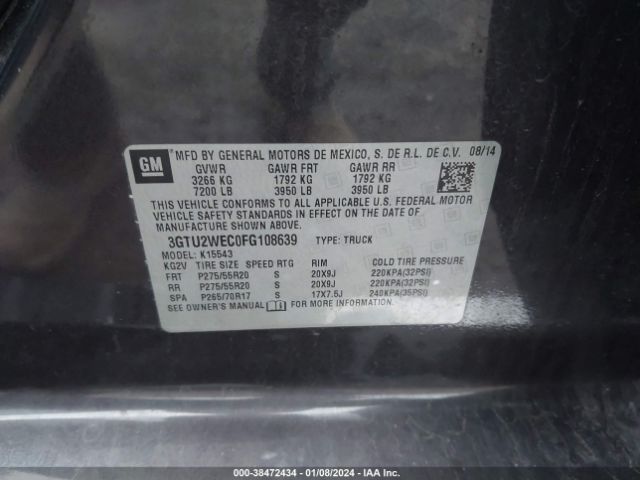 GM MFD BY GENERAL MOTORS DE MEXICO, S. DE R.L. DE C.V. 08/14
GVWR GAWR FRT GAWR RR
3266 KG 1792 KG 1792 KG
7200 LB 3950 LB 3950 LB
THIS VEHICLE CONFORMS TO ALL APPLICABLE U.S. FEDERAL MOTOR
VEHICLE SAFETY STANDARDS IN EFFECT ON THE DATE OF
MANUFACTURE SHOWN ABOVE.
3GTU2WEC0FG108639 TYPE: TRUCK
MODEL: K15543
KG2V TIRE SIZE SPEED RTG RIM COLD TIRE PRESSURE
FRT P275/55R20 S 20X9J 220KPA(32PSI)
RR P275/55R20 S 20X9J 220KPA(32PSI)
SPA P265/70R17 S 17X7.5J 240KPA(35PSI)
SEE OWNER'S MANUAL FOR MORE INFORMATION.
000-38472434 - 01/08/2024 - IAA Inc.